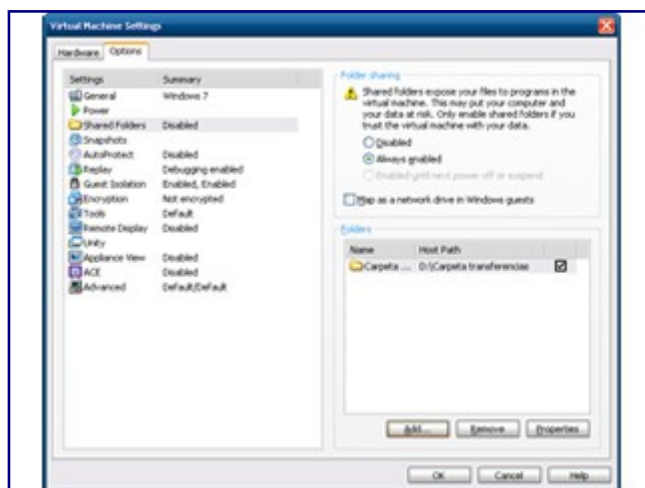 Virtual Machine Settings
Hardware Options
Settings Summary
General Windows 7
Power
Shared Folders Disabled
Snapshots
AutoProtect Disabled
Replay Debugging enabled
Guest Isolation Enabled, Enabled
Encryption Not encrypted
Tools Default
Remote Display Disabled
Unity
Appliance View Disabled
ACE Disabled
Advanced Default/Default
Folder sharing
Shared folders expose your files to programs in the
virtual machine. This may put your computer and
your data at risk. Only enable shared folders if you
trust the virtual machine with your data.
Disabled
Always enabled
Enabled until next power off or suspend
Map as a network drive in Windows guests
Folders
Name Host Path
Carpeta ... D:\Carpeta transferencias
Add... Remove Properties
OK Cancel Help